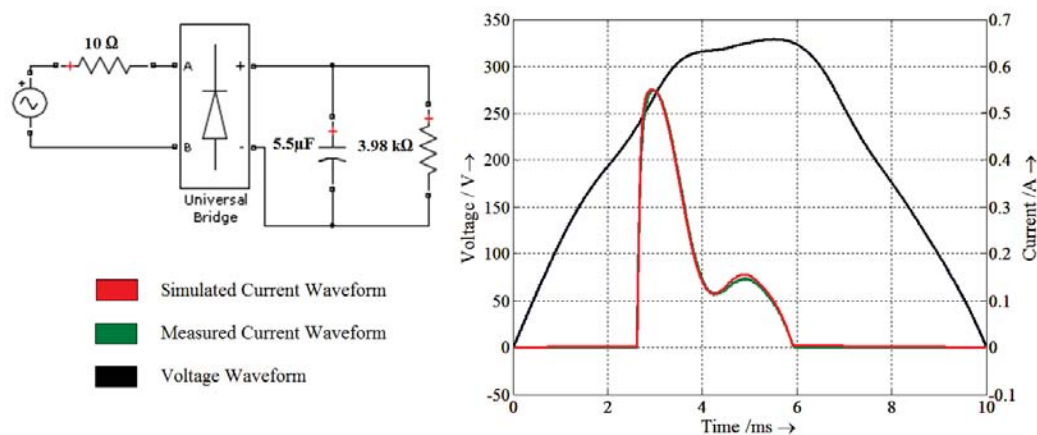 10 Ω
A
B
+
-
+
Universal
Bridge
5.5µF
3.98 kΩ
Simulated Current Waveform
Measured Current Waveform
Voltage Waveform
Voltage / V →
350
300
250
200
150
100
50
0
-50
0
2
4
6
8
10
Time /ms →
0.7
0.6
0.5
0.4
0.3
0.2
0.1
0
-0.1
Current /A →